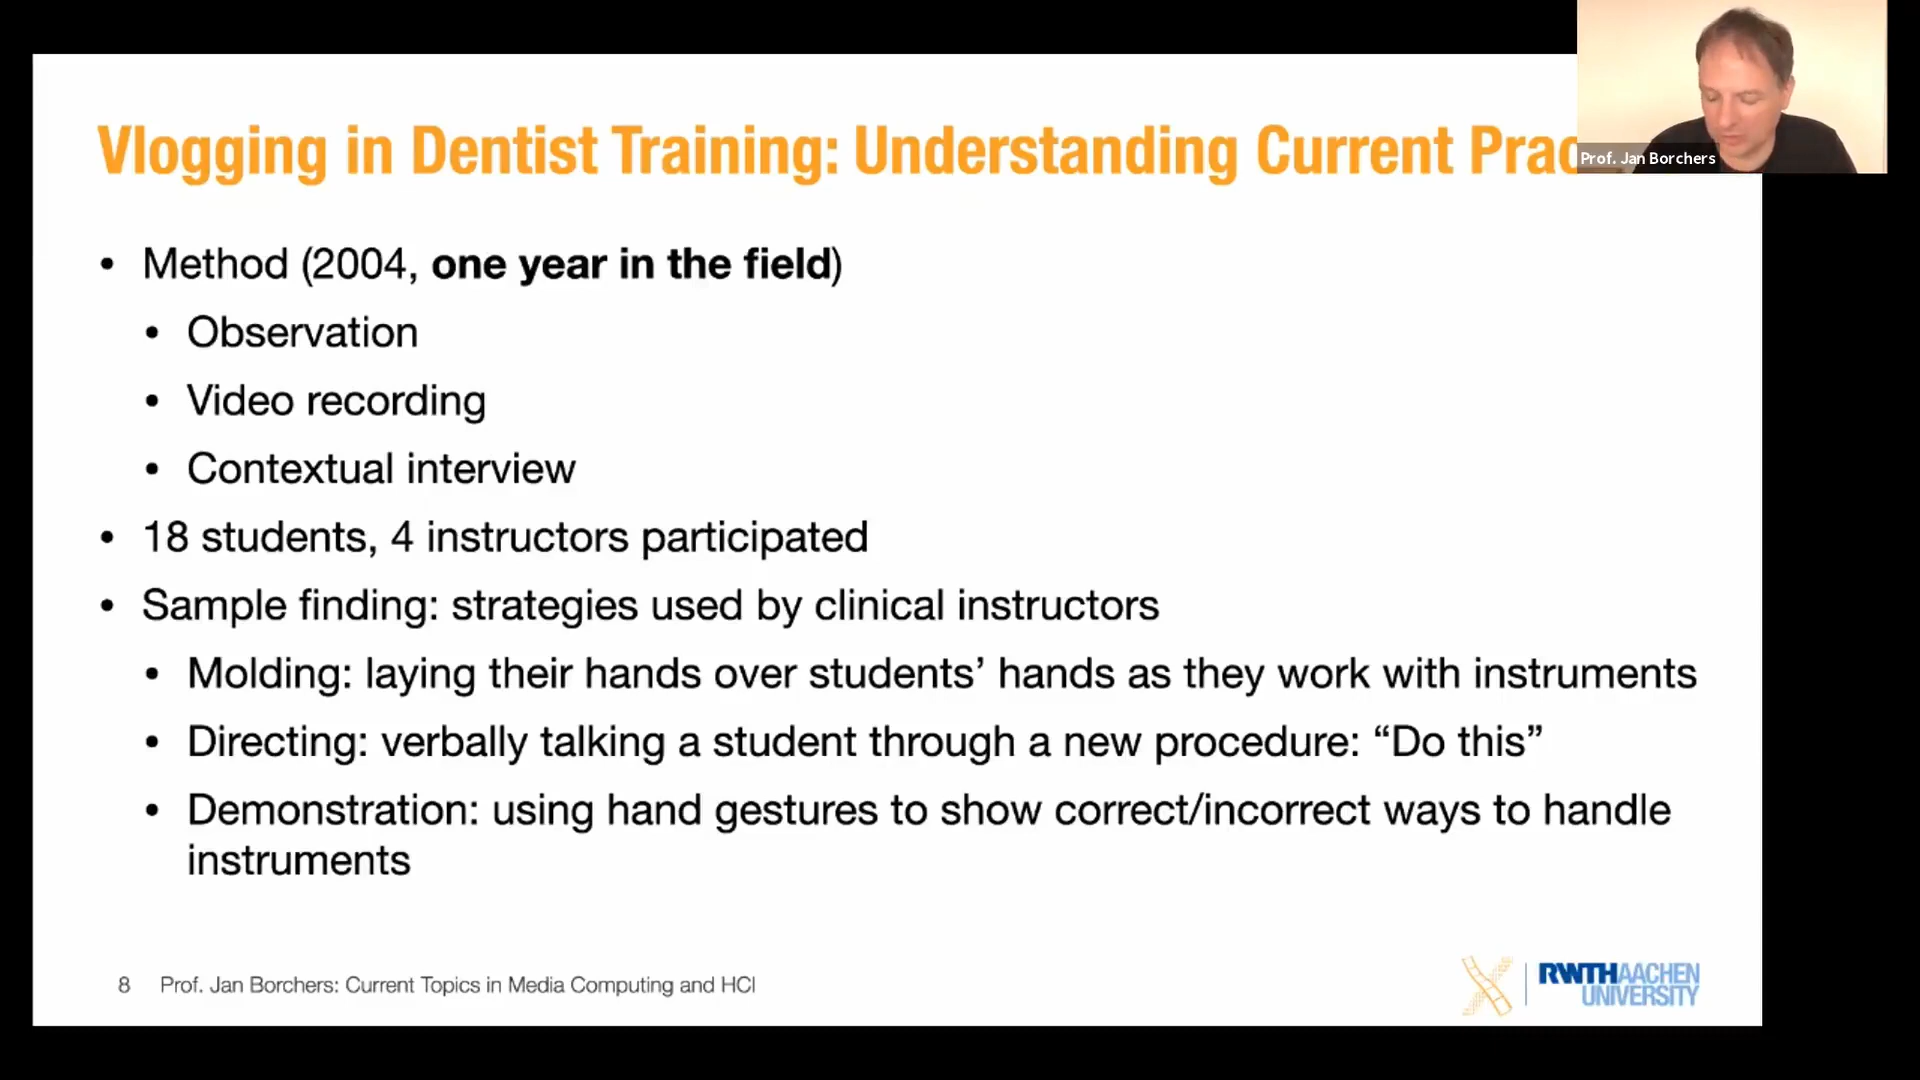 Vlogging in Dentist Training: Understanding Current Prac
Prof. Jan Borchers
• Method (2004, one year in the field)
• Observation
• Video recording
• Contextual interview
• 18 students, 4 instructors participated
• Sample finding: strategies used by clinical instructors
• Molding: laying their hands over students’ hands as they work with instruments
• Directing: verbally talking a student through a new procedure: “Do this”
• Demonstration: using hand gestures to show correct/incorrect ways to handle
instruments
8 Prof. Jan Borchers: Current Topics in Media Computing and HCI
RWTHAACHEN
UNIVERSITY